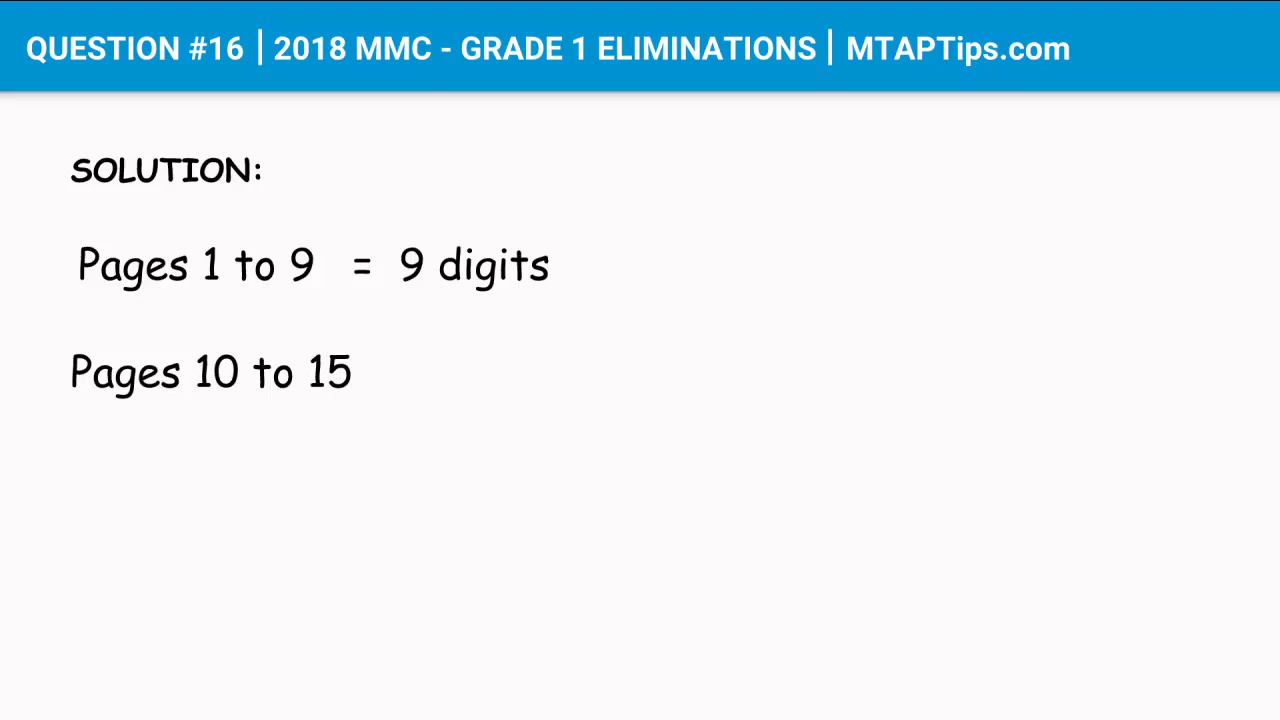 QUESTION #16 | 2018 MMC - GRADE 1 ELIMINATIONS | MTAPTips.com
SOLUTION:
Pages 1 to 9 = 9 digits
Pages 10 to 15